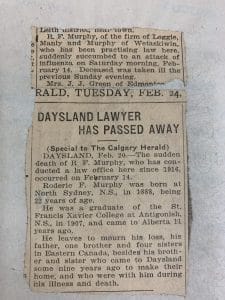 Leith district, near town.
R. F. Murphy, of the firm of Loggie,
Manly and Murphy of Wetaskiwin,
who has been practising law here,
suddenly succumbed to an attack of
influenza on Saturday morning, Feb-
ruary 14. Deceased was taken ill the
previous Sunday evening.
Mrs. J. J. Green of Edmonton
RALD, TUESDAY, FEB. 24,
DAYSLAND LAWYER
HAS PASSED AWAY
(Special to The Calgary Herald)
DAYSLAND, Feb. 20.—The sudden
death of R. F. Murphy, who has con-
ducted a law office here since 1916,
occurred on February 14.
Roderic F. Murphy was born at
North Sydney, N.S., in 1888, being
32 years of age.
He was a graduate of the St.
Francis Xavier College at Antigonish,
N.S., in 1907, and came to Alberta 11
years ago.
He leaves to mourn his loss, his
father, one brother and four sisters
in Eastern Canada, besides his broth-
er and sister who came to Daysland
some nine years to make their
home, and who were with him during
his illness and death.